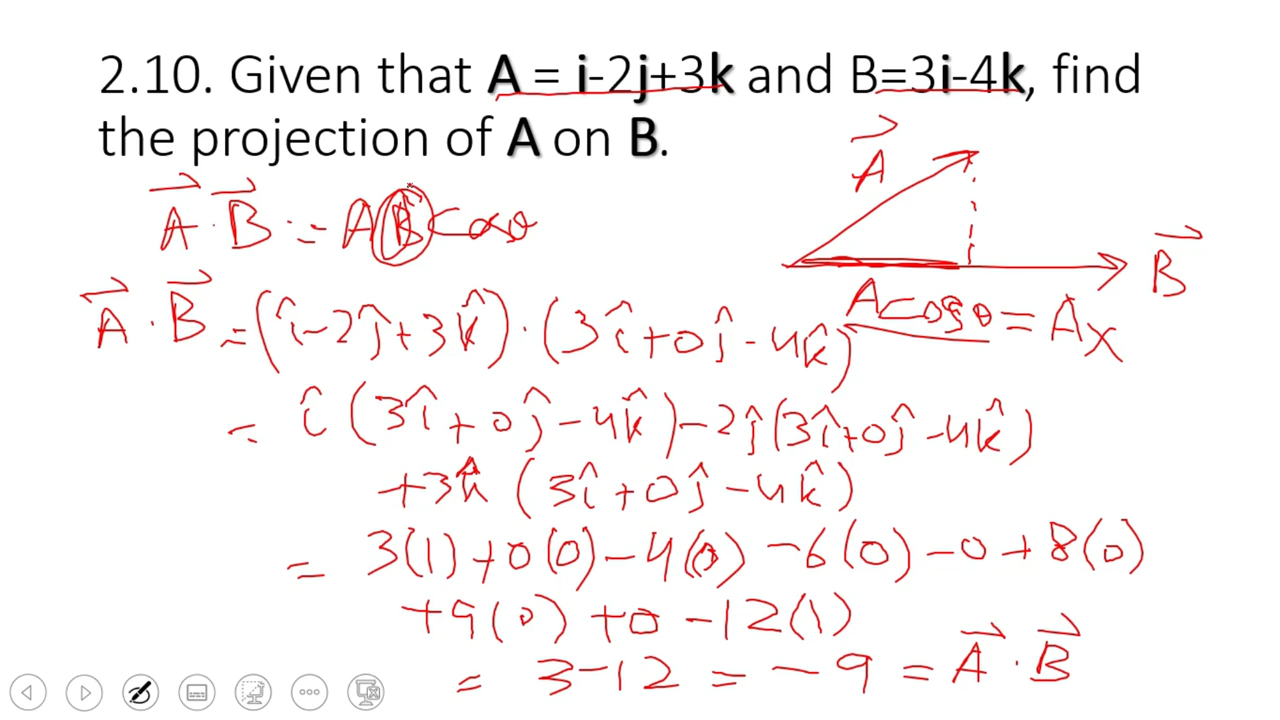 2.10. Given that A = i-2j+3k and B=3i-4k, find
the projection of A on B.
A⃗ · B⃗ = AB cosθ
A⃗
B⃗
A cosθ = Ax
A⃗ · B⃗ = (î - 2ĵ + 3k̂) · (3î + 0ĵ - 4k̂)
= î (3î + 0ĵ - 4k̂) - 2ĵ (3î + 0ĵ - 4k̂)
+ 3k̂ (3î + 0ĵ - 4k̂)
= 3(1) + 0(0) - 4(0) - 6(0) - 0 + 8(0)
+ 9(0) + 0 - 12(1)
= 3 - 12 = - 9 = A⃗ · B⃗